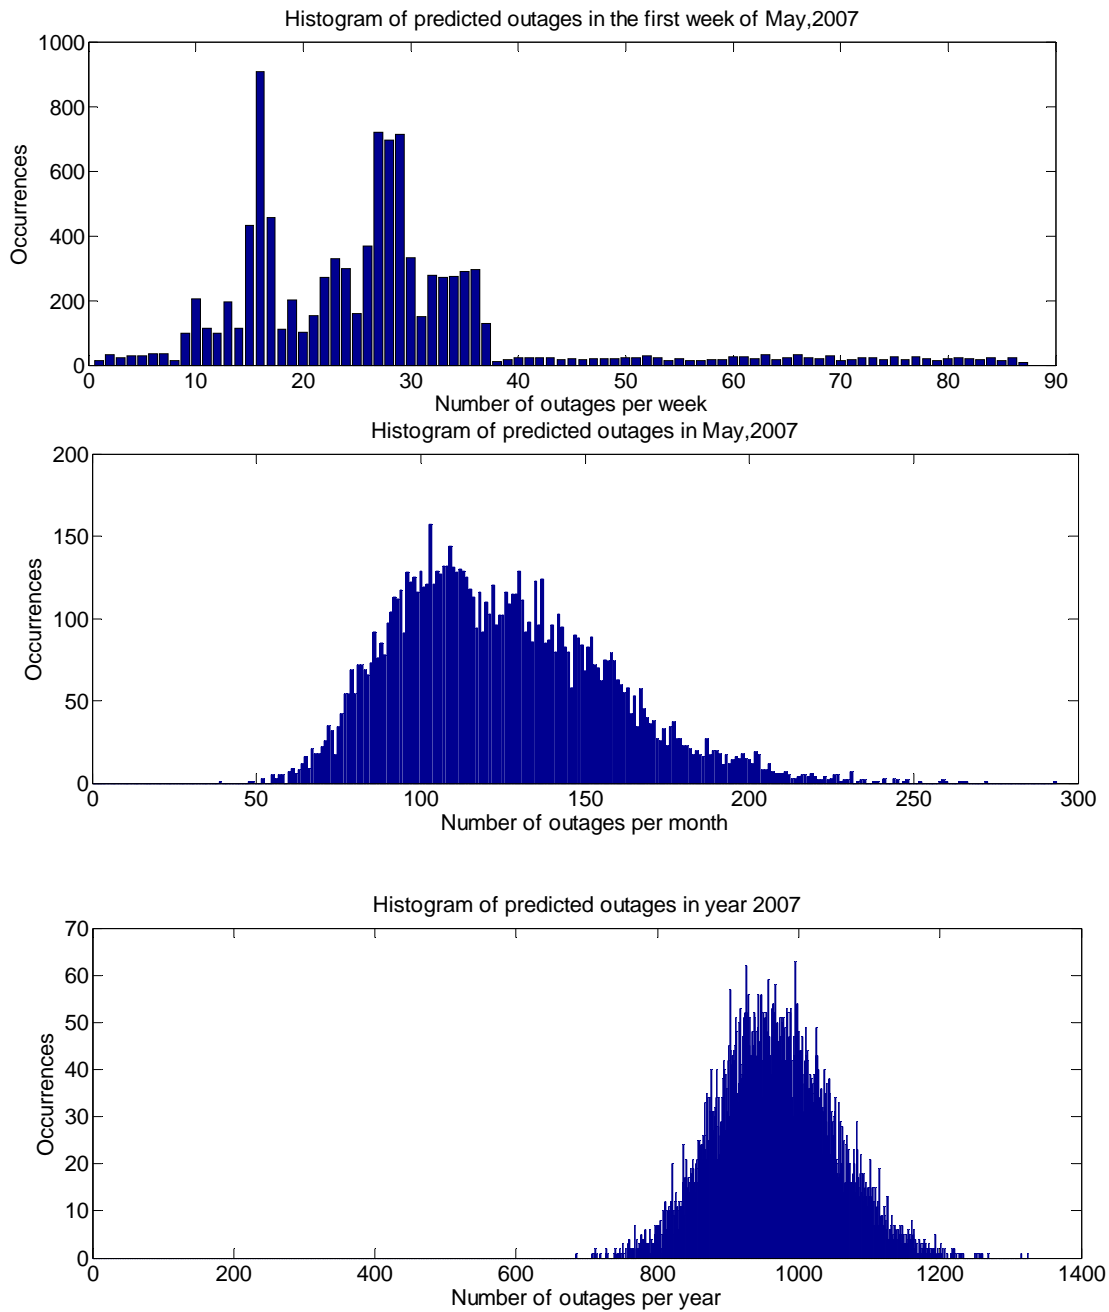 Histogram of predicted outages in the first week of May,2007
1000
800
600
400
200
0
Occurrences
0 10 20 30 40 50 60 70 80 90
Number of outages per week
Histogram of predicted outages in May,2007
200
150
100
50
0
Occurrences
0 50 100 150 200 250 300
Number of outages per month
Histogram of predicted outages in year 2007
70
60
50
40
30
20
10
0
Occurrences
0 200 400 600 800 1000 1200 1400
Number of outages per year